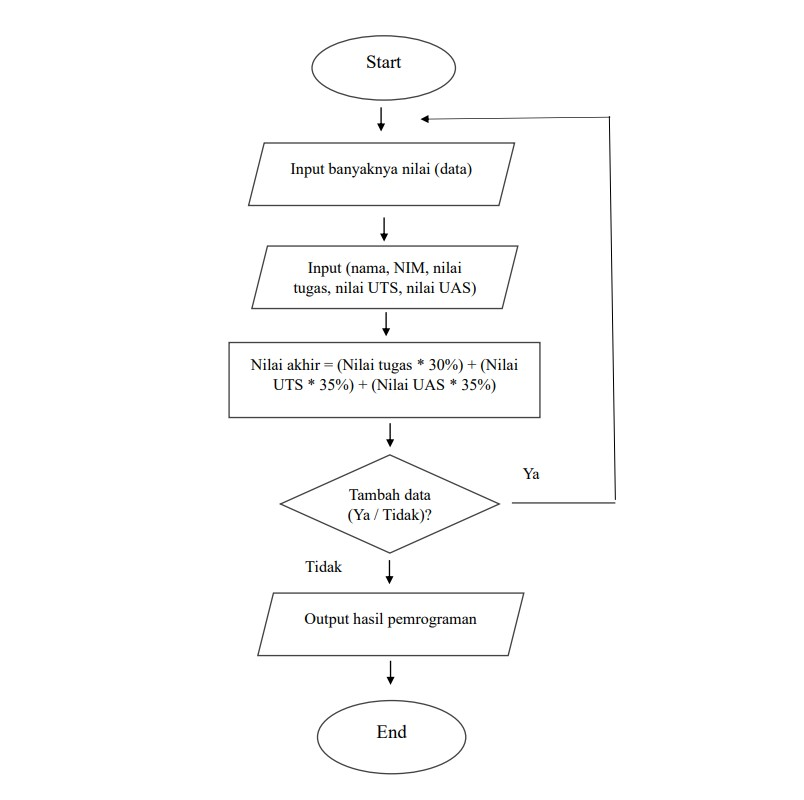 Start
Input banyaknya nilai (data)
Input (nama, NIM, nilai
tugas, nilai UTS, nilai UAS)
Nilai akhir = (Nilai tugas * 30%) + (Nilai
UTS * 35%) + (Nilai UAS * 35%)
Ya
Tambah data
(Ya / Tidak)?
Tidak
Output hasil pemrograman
End